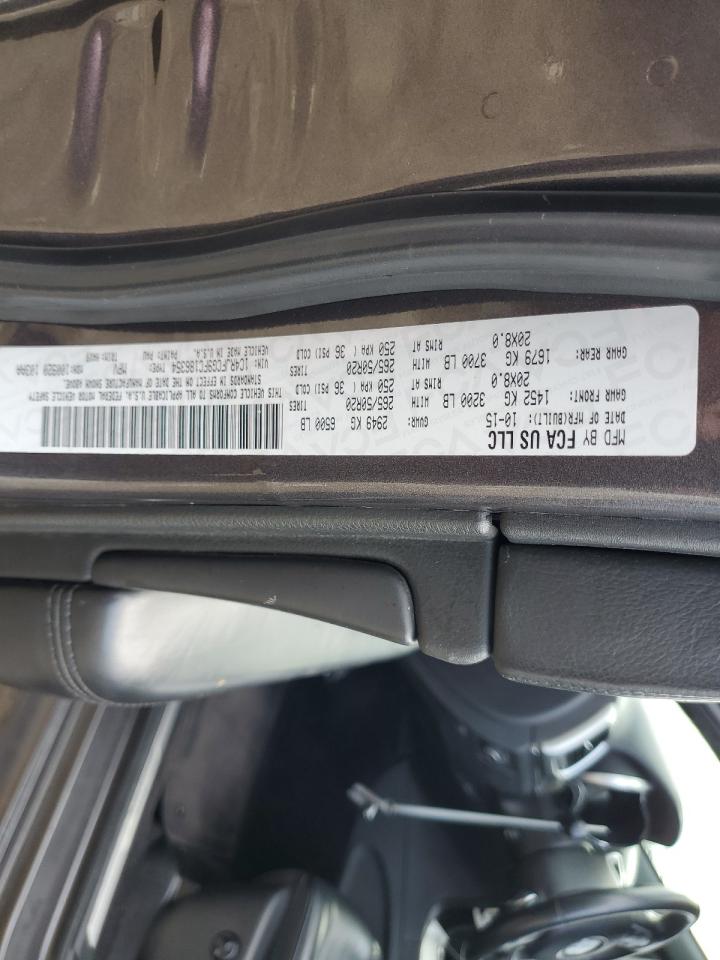 MFD BY FCA US LLC
DATE OF MFR(BUILT): 10-15 GVWR: 2949 KG 6500 LB
GAWR FRONT: 1452 KG 3200 LB TIRES 265/50R20
20X8.0 RIMS AT 250 KPA ( 36 PSI) COLD
GAWR REAR: 1679 KG 3700 LB WITH TIRES 265/50R20
20X8.0 RIMS AT 250 KPA ( 36 PSI) COLD
THIS VEHICLE CONFORMS TO ALL APPLICABLE U.S.A. FEDERAL MOTOR VEHICLE SAFETY
STANDARDS IN EFFECT ON THE DATE OF MANUFACTURE SHOWN ABOVE.
TYPE: MPV
VEHICLE MADE IN U.S.A. PAINT: PAU